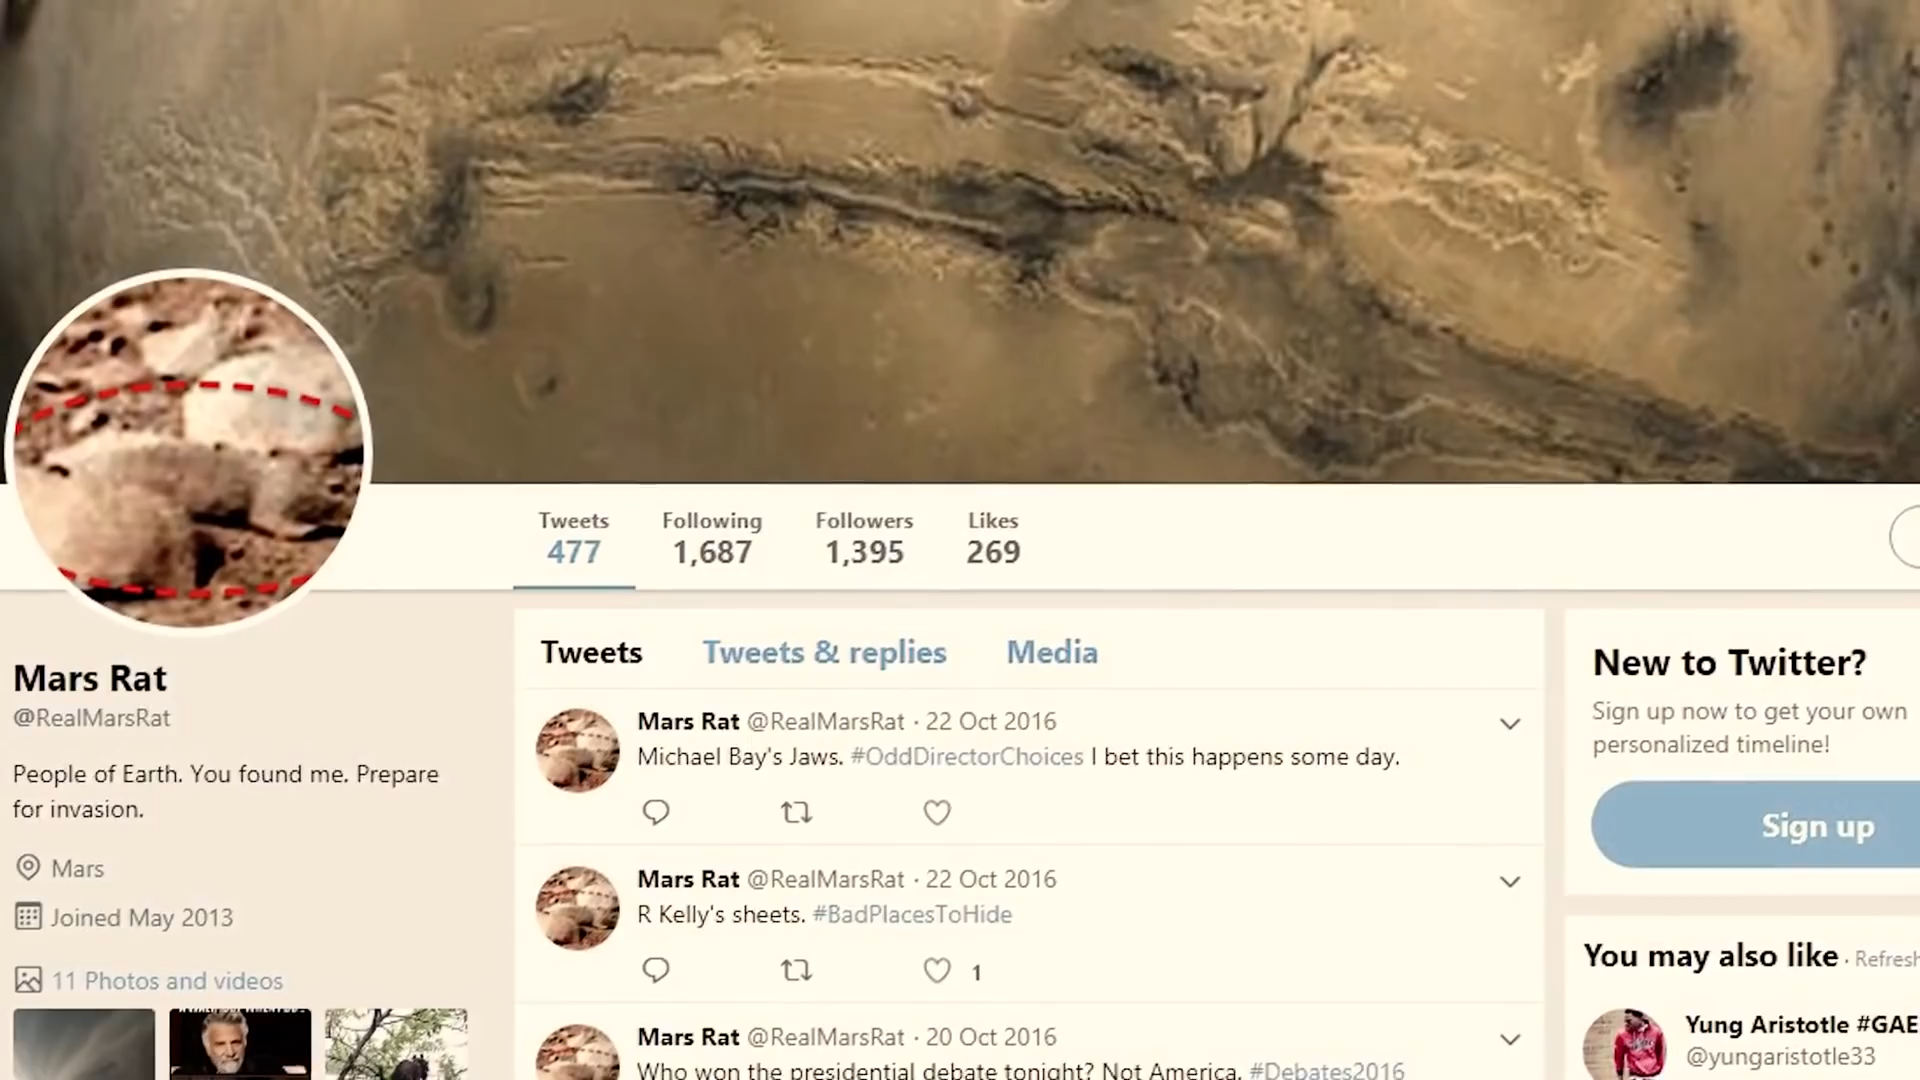 Tweets
477
Following
1,687
Followers
1,395
Likes
269
Mars Rat
@RealMarsRat
People of Earth. You found me. Prepare
for invasion.
Mars
Joined May 2013
11 Photos and videos
Tweets
Tweets & replies
Media
Mars Rat @RealMarsRat · 22 Oct 2016
Michael Bay's Jaws. #OddDirectorChoices I bet this happens some day.
Mars Rat @RealMarsRat · 22 Oct 2016
R Kelly's sheets. #BadPlacesToHide
1
Mars Rat @RealMarsRat · 20 Oct 2016
Who won the presidential debate tonight? Not America. #Debates2016
New to Twitter?
Sign up now to get your own
personalized timeline!
Sign up
You may also like · Refresh
Yung Aristotle #GAE
@yungaristotle33